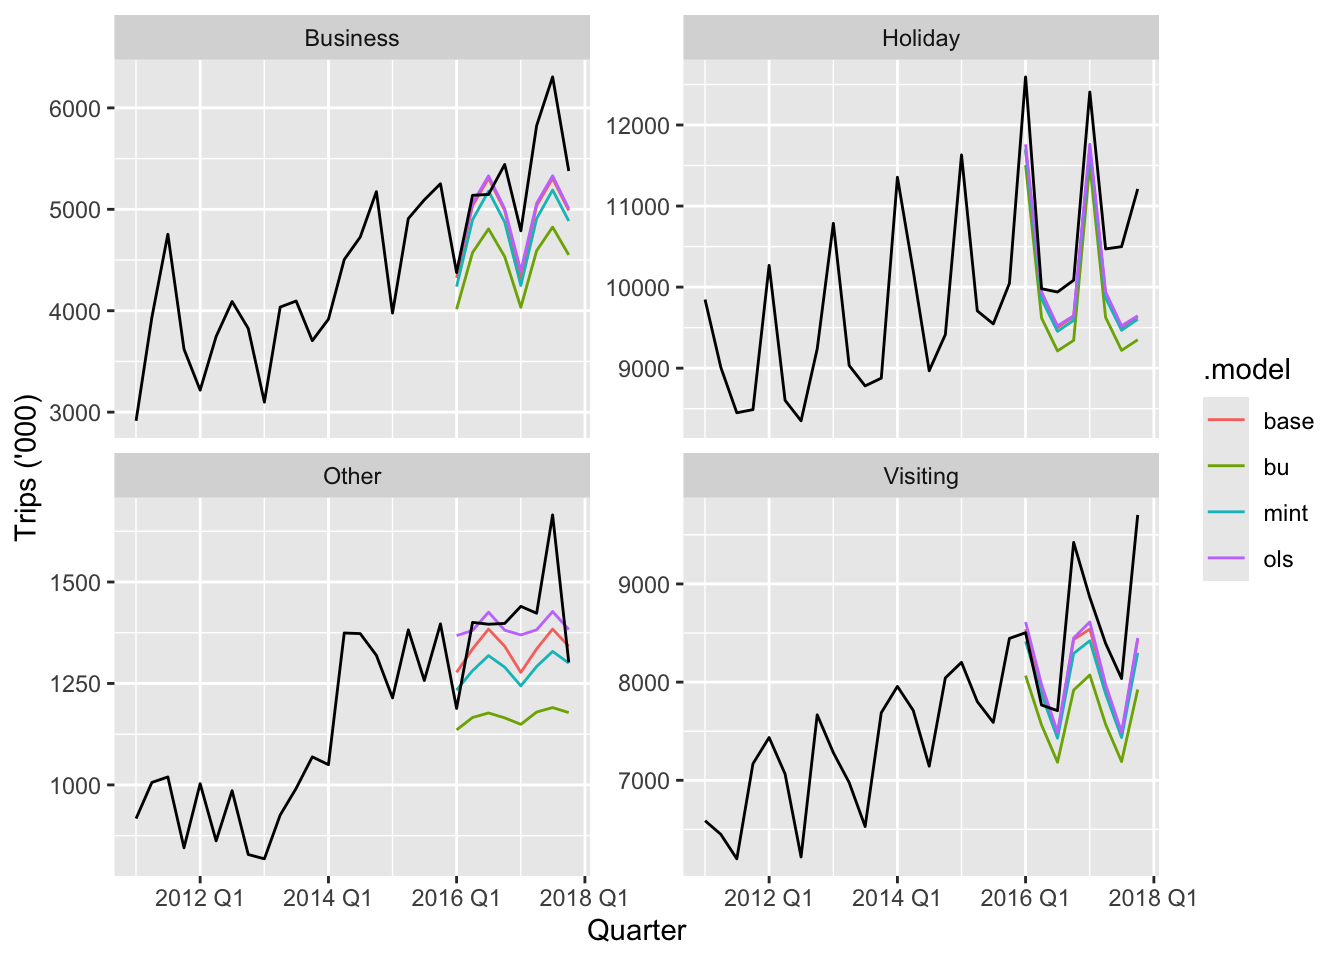 Business
Holiday
6000
5000
4000
3000
12000
11000
10000
9000
Other
Visiting
1500
1250
1000
9000
8000
7000
2012 Q1
2014 Q1
2016 Q1
2018 Q1
2012 Q1
2014 Q1
2016 Q1
2018 Q1
Quarter
Trips ('000)
.model
base
bu
mint
ols